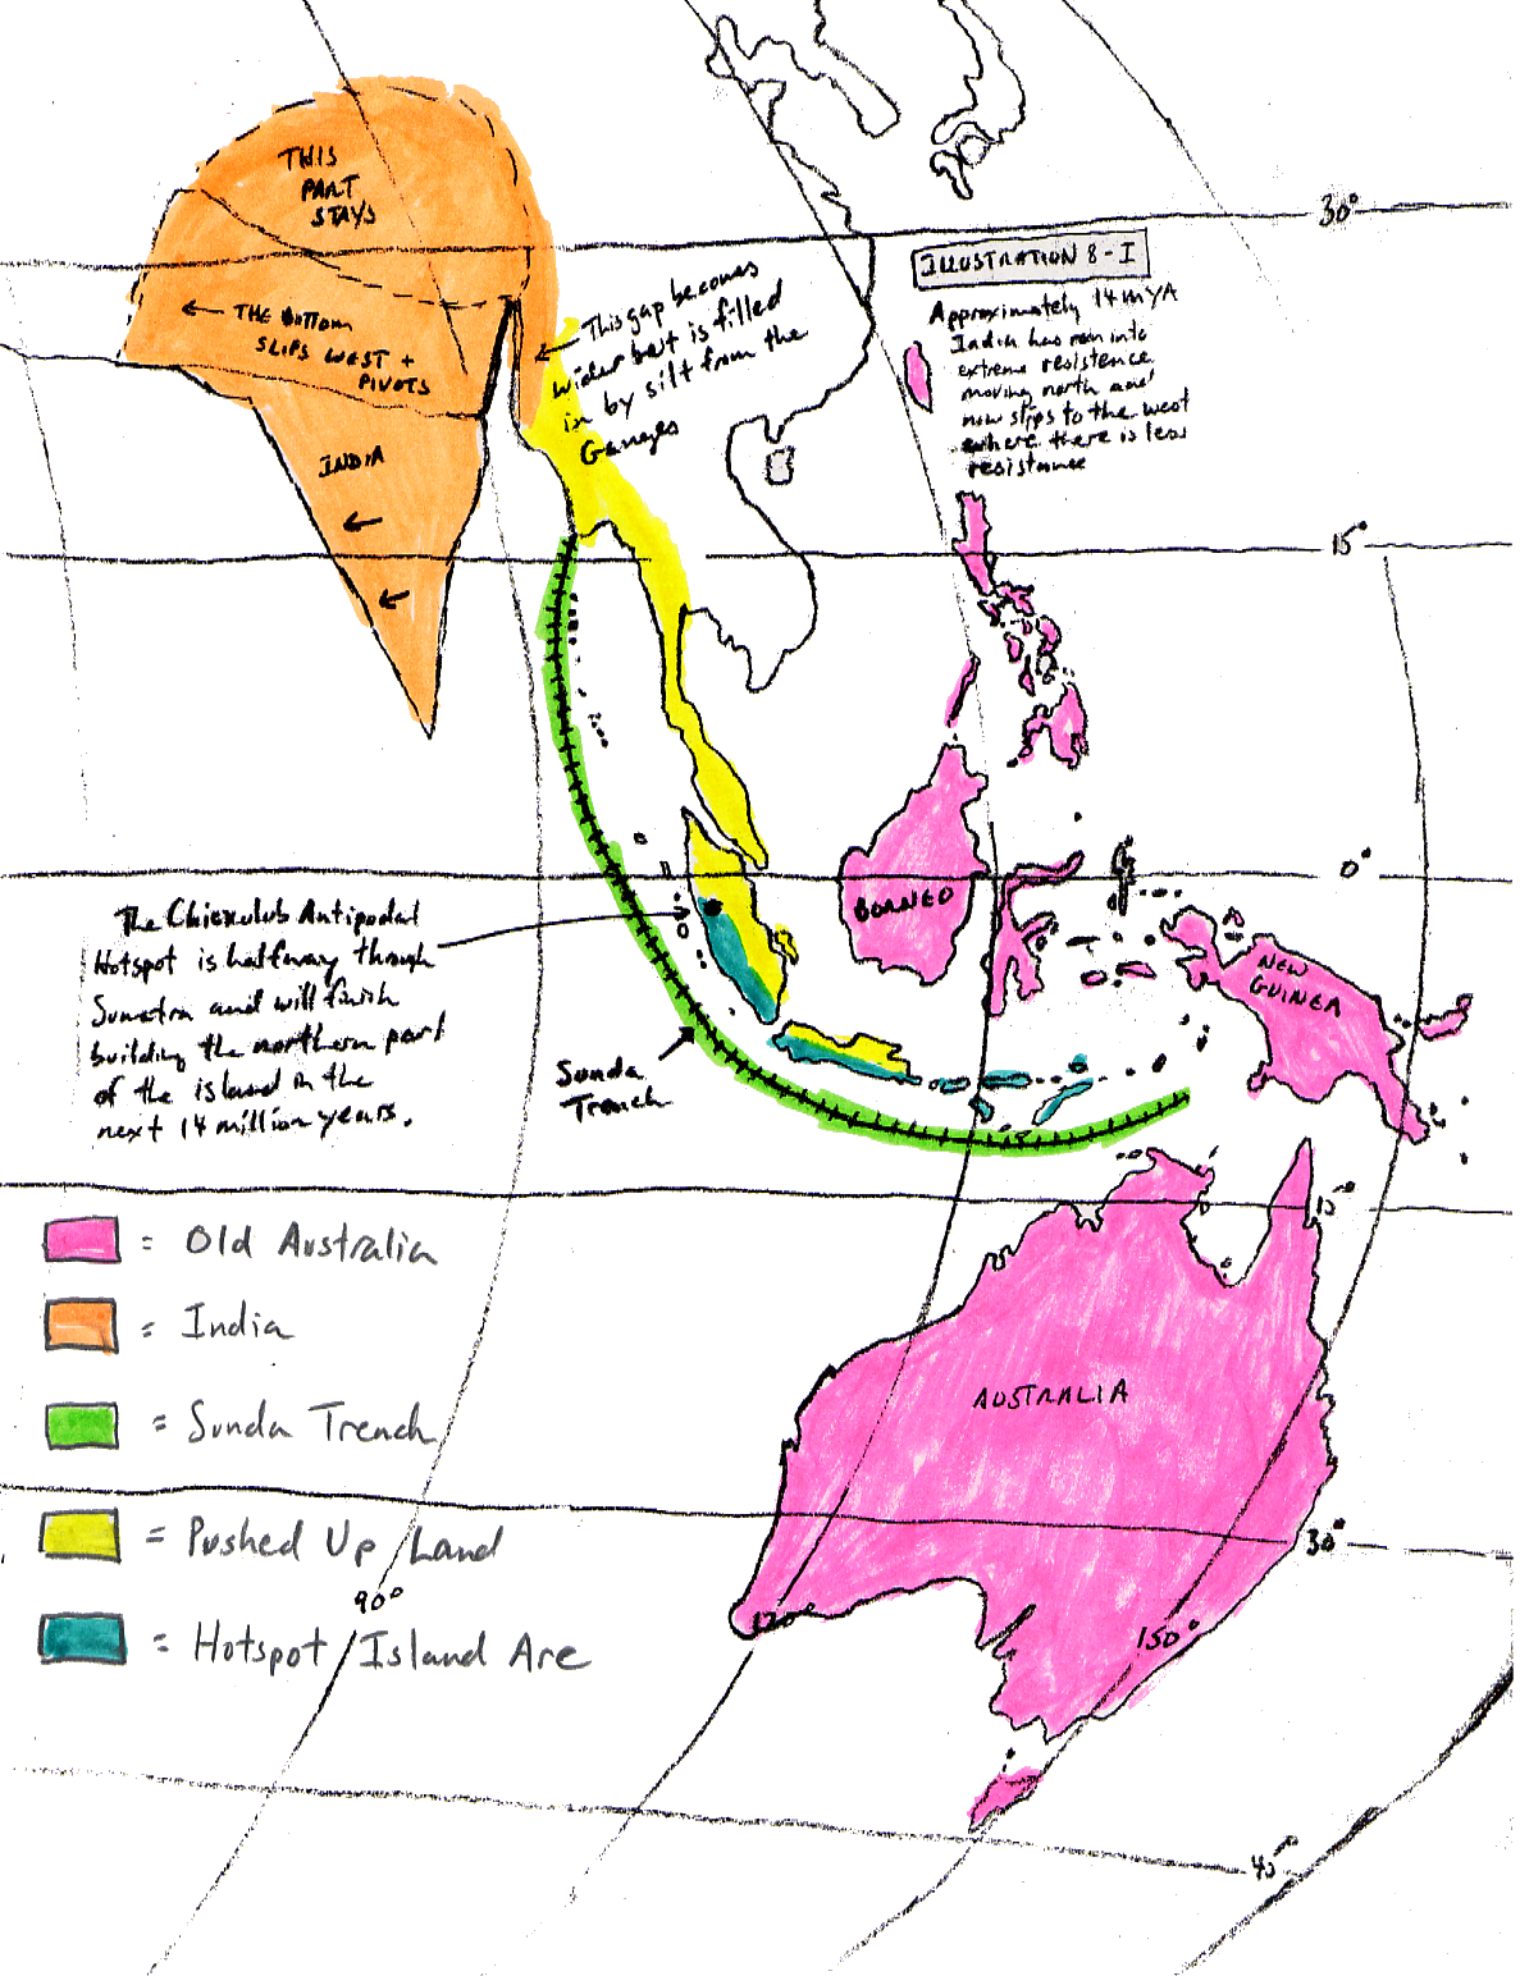 THIS
PART
STAYS
30°
ILLUSTRATION 8-I
Approximately 14 MYA
India has run into
extreme resistence
moving north and
now slips to the west
where there is less
resistance
← THE BOTTOM
SLIPS WEST +
PIVOTS
← This gap becomes
wider but is filled
in by silt from the
Ganges
INDIA
15°
0°
BORNEO
NEW
GUINEA
The Chicxulub Antipodal
Hotspot is halfway though
Sumatra and will finish
building the northern part
of the island in the
next 14 million years.
Sunda
Trench
15°
= Old Australia
= India
AUSTRALIA
= Sunda Trench
= Pushed Up Land
30°
90°
120°
150°
= Hotspot Island Arc
45°